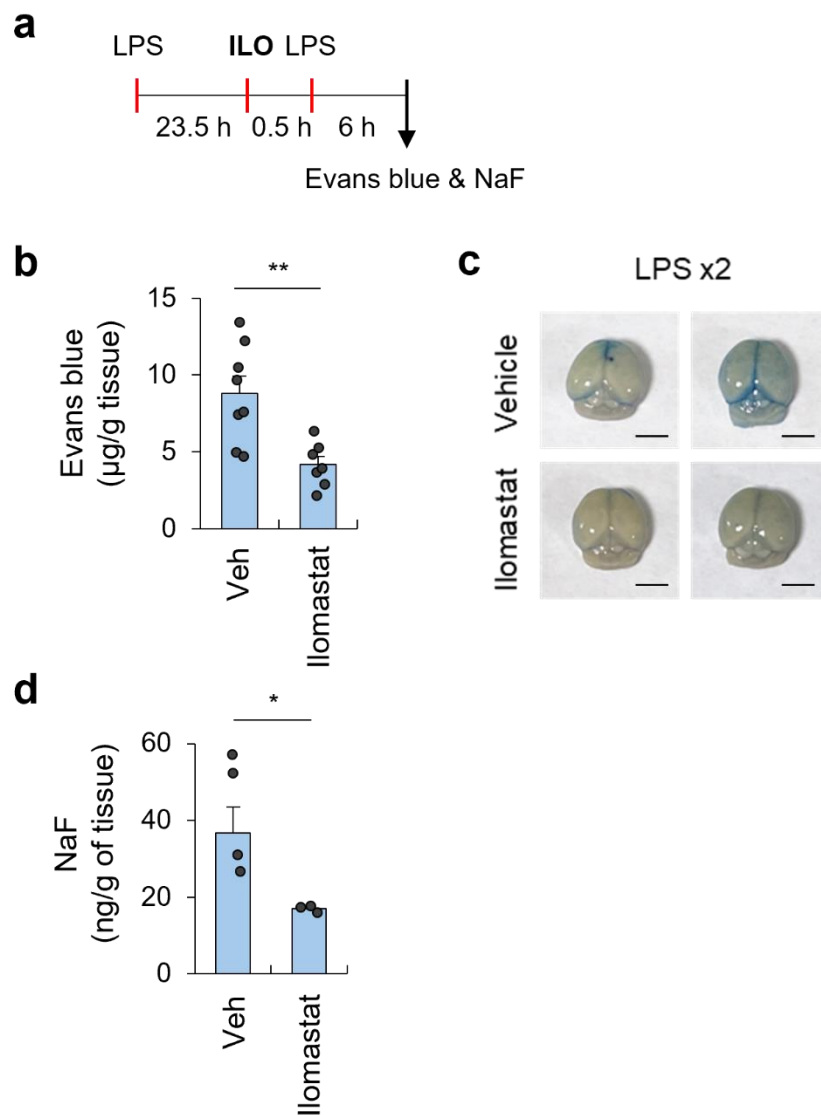 a
LPS ILO LPS
23.5 h 0.5 h 6 h
Evans blue & NaF
b
**
Evans blue
(µg/g tissue)
15
10
5
0
Veh
Ilomastat
c
LPS x2
Vehicle
Ilomastat
d
*
NaF
(ng/g of tissue)
60
40
20
0
Veh
Ilomastat